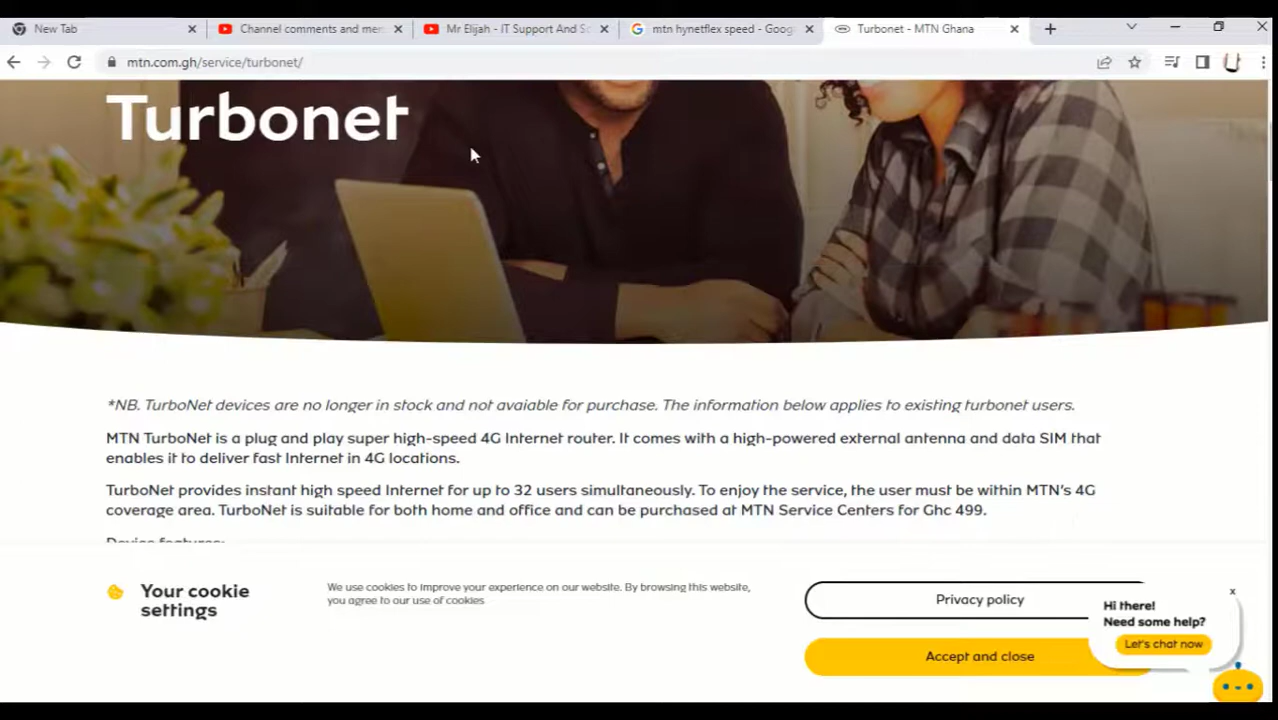 New Tab
Channel comments and men
Mr Elijah - IT Support And So
mtn hynetflex speed - Goog
Turbonet - MTN Ghana
mtn.com.gh/service/turbonet/
Turbonet
*NB. TurboNet devices are no longer in stock and not avaiable for purchase. The information below applies to existing turbonet users.
MTN TurboNet is a plug and play super high-speed 4G Internet router. It comes with a high-powered external antenna and data SIM that
enables it to deliver fast Internet in 4G locations.
TurboNet provides instant high speed Internet for up to 32 users simultaneously. To enjoy the service, the user must be within MTN's 4G
coverage area. TurboNet is suitable for both home and office and can be purchased at MTN Service Centers for Ghc 499.
Device features:
Your cookie
settings
We use cookies to improve your experience on our website. By browsing this website,
you agree to our use of cookies
Privacy policy
Accept and close
x
Hi there!
Need some help?
Let's chat now